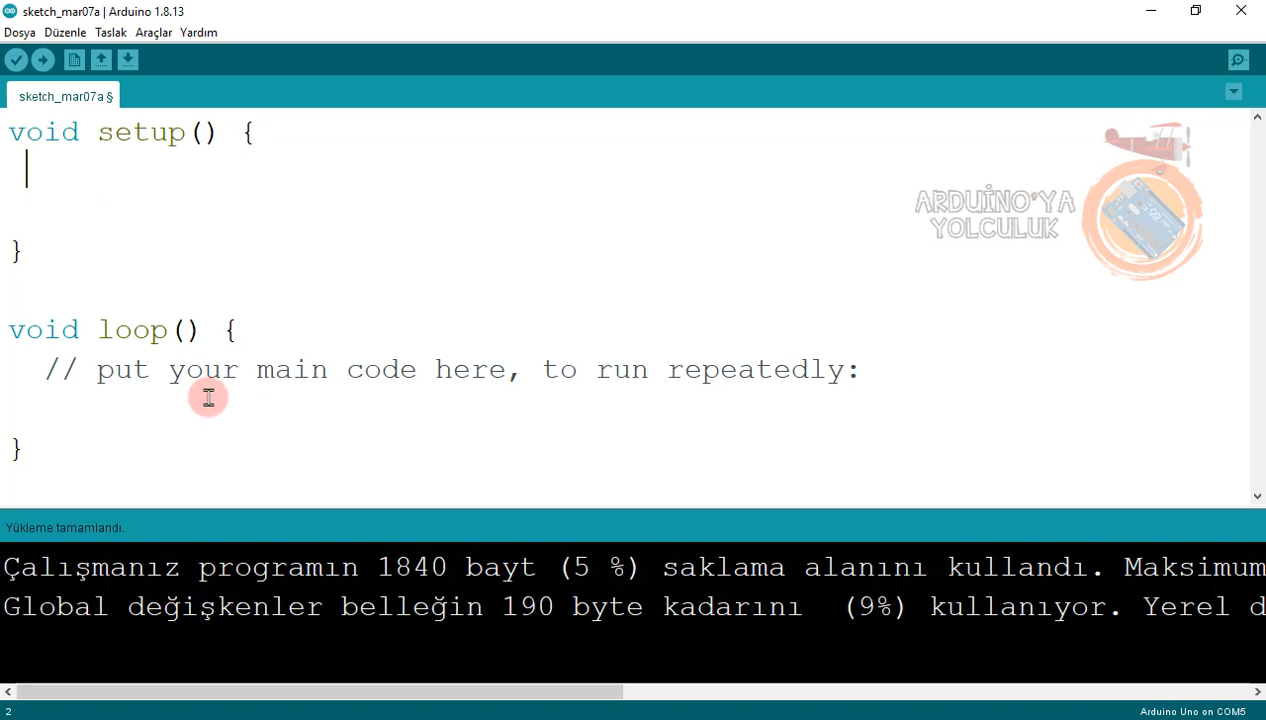 sketch_mar07a | Arduino 1.8.13
Dosya Düzenle Taslak Araçlar Yardım
sketch_mar07a §
void setup() {
}
ARDUİNO'YA
YOLCULUK
void loop() {
// put your main code here, to run repeatedly:
}
Yükleme tamamlandı.
Çalışmanız programın 1840 bayt (5 %) saklama alanını kullandı. Maksimum
Global değişkenler belleğin 190 byte kadarını (9%) kullanıyor. Yerel d
2
Arduino Uno on COM5